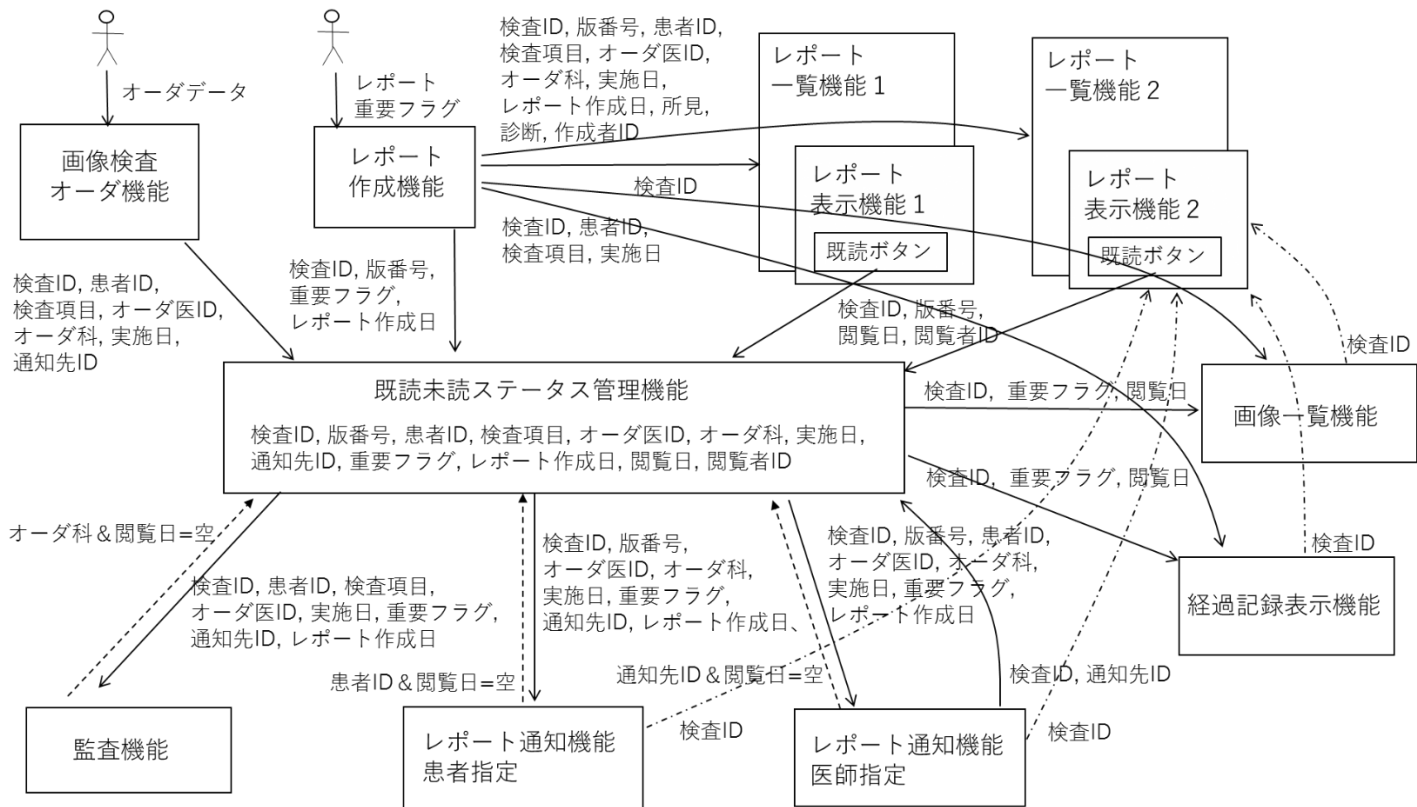 オーダデータ
画像検査
オーダ機能
レポート
重要フラグ
レポート
作成機能
検査ID, 版番号, 患者ID,
検査項目, オーダ医ID,
オーダ科, 実施日,
レポート作成日, 所見,
診断, 作成者ID
レポート
一覧機能 1
レポート
表示機能 1
既読ボタン
レポート
一覧機能 2
レポート
表示機能 2
既読ボタン
検査ID
検査ID, 患者ID,
検査項目, 実施日
検査ID, 患者ID,
検査項目, オーダ医ID,
オーダ科, 実施日,
通知先ID
検査ID, 版番号,
重要フラグ,
レポート作成日
検査ID, 版番号,
閲覧日, 閲覧者ID
検査ID
既読未読ステータス管理機能
検査ID, 版番号, 患者ID, 検査項目, オーダ医ID, オーダ科, 実施日,
通知先ID, 重要フラグ, レポート作成日, 閲覧日, 閲覧者ID
検査ID, 重要フラグ, 閲覧日
画像一覧機能
検査ID, 重要フラグ, 閲覧日
検査ID
経過記録表示機能
オーダ科＆閲覧日=空
検査ID, 患者ID, 検査項目,
オーダ医ID, 実施日, 重要フラグ,
通知先ID, レポート作成日
検査ID, 版番号,
オーダ医ID, オーダ科,
実施日, 重要フラグ,
通知先ID, レポート作成日、
検査ID, 版番号, 患者ID,
オーダ医ID, オーダ科,
実施日, 重要フラグ,
レポート作成日
患者ID＆閲覧日=空
通知先ID＆閲覧日=空
検査ID, 通知先ID
検査ID
検査ID
監査機能
レポート通知機能
患者指定
レポート通知機能
医師指定